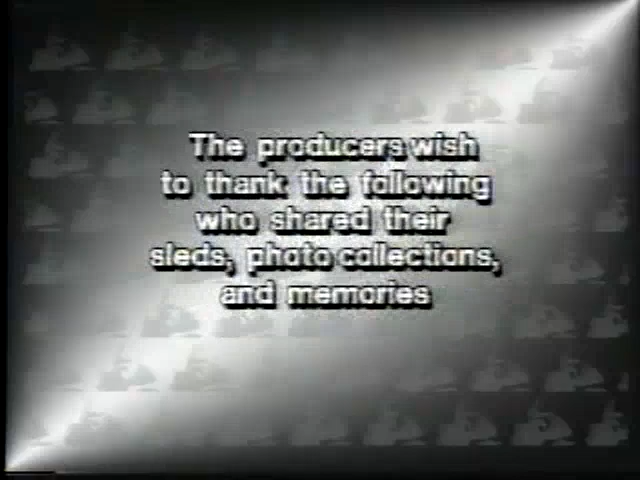 The producers wish
to thank the following
who shared their
sleds, photo collections,
and memories